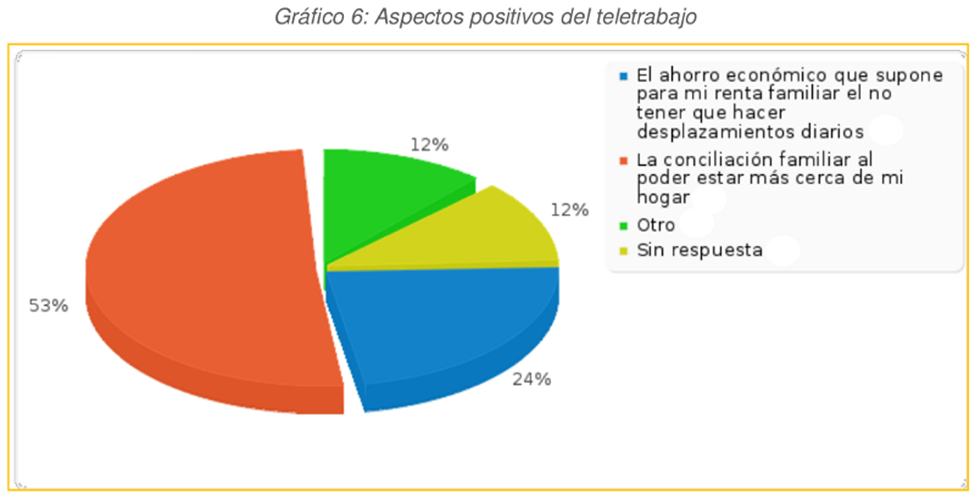 Gráfico 6: Aspectos positivos del teletrabajo
El ahorro económico que supone
para mi renta familiar el no
tener que hacer
desplazamientos diarios
La conciliación familiar al
poder estar más cerca de mi
hogar
Otro
Sin respuesta
12%
12%
53%
24%